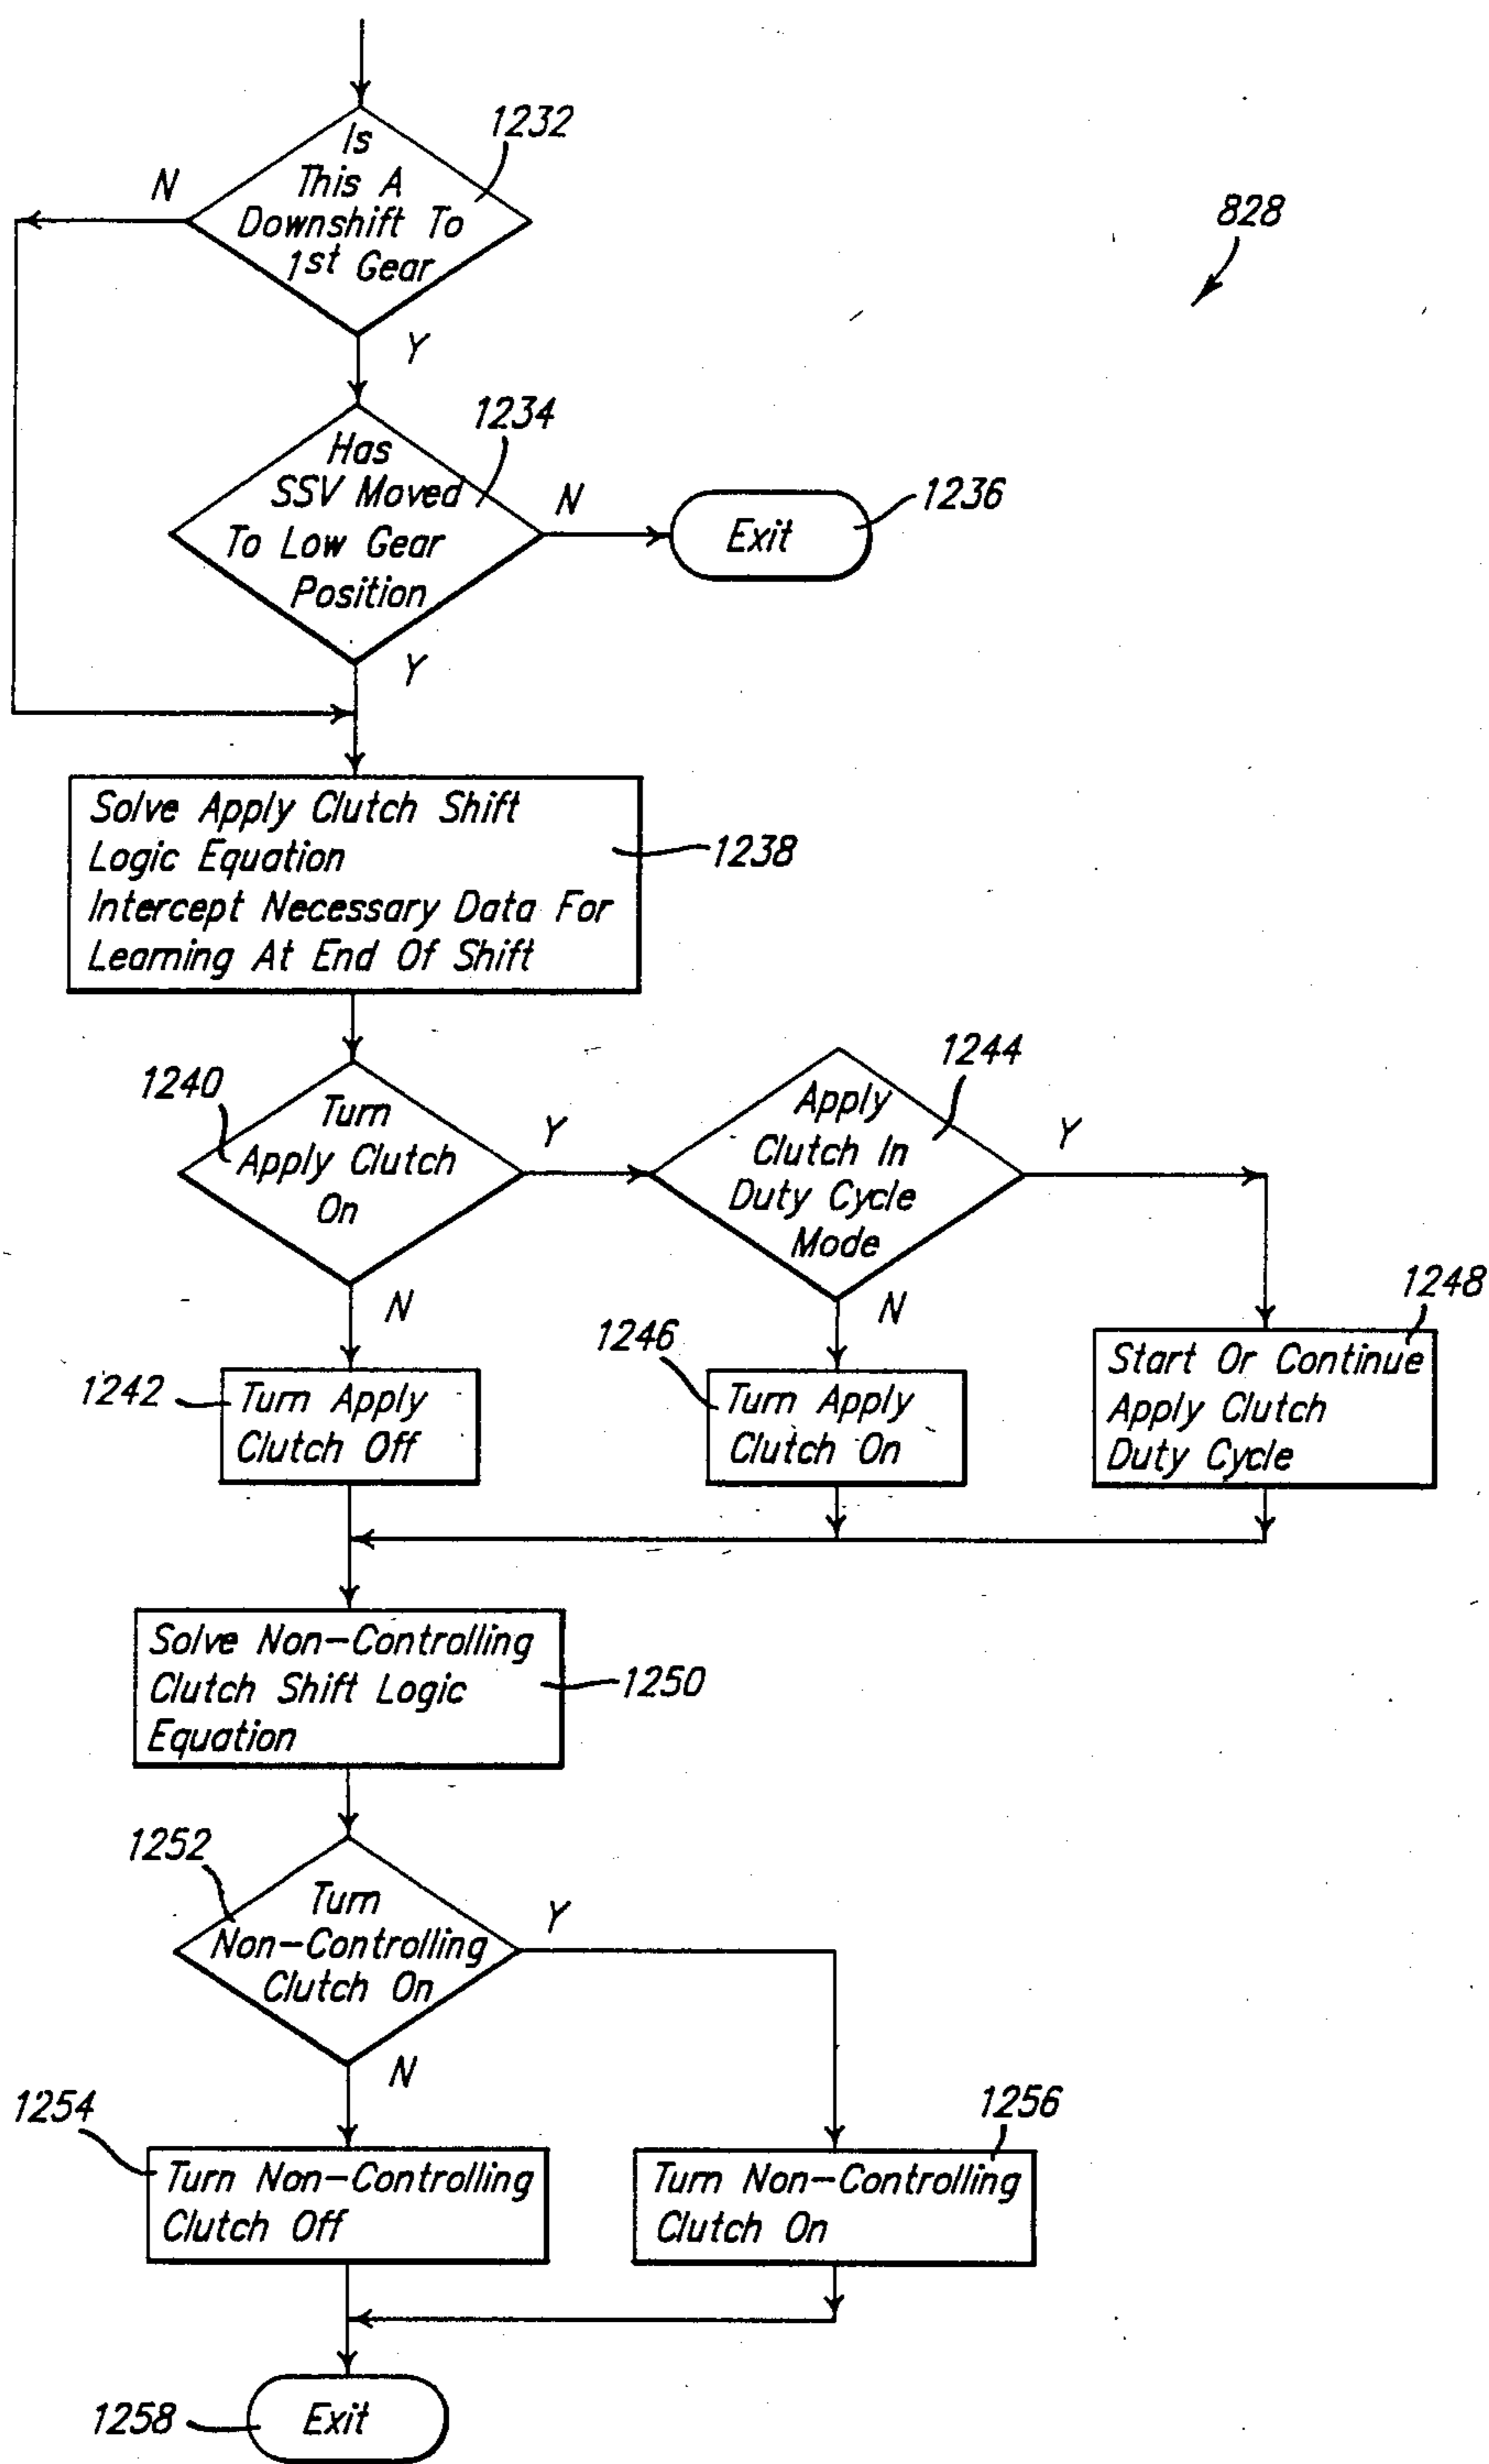 1232
Is
This A
Downshift To
1st Gear
N
Y
828
1234
Has
SSV Moved
To Low Gear
Position
N
Y
1236
Exit
Solve Apply Clutch Shift
Logic Equation
Intercept Necessary Data For
Learning At End Of Shift
1238
1240
Turn
Apply Clutch
On
Y
N
1244
Apply
Clutch In
Duty Cycle
Mode
Y
N
1242
Turn Apply
Clutch Off
1246
Turn Apply
Clutch On
1248
Start Or Continue
Apply Clutch
Duty Cycle
Solve Non-Controlling
Clutch Shift Logic
Equation
1250
1252
Turn
Non-Controlling
Clutch On
Y
N
1254
Turn Non-Controlling
Clutch Off
1256
Turn Non-Controlling
Clutch On
1258
Exit